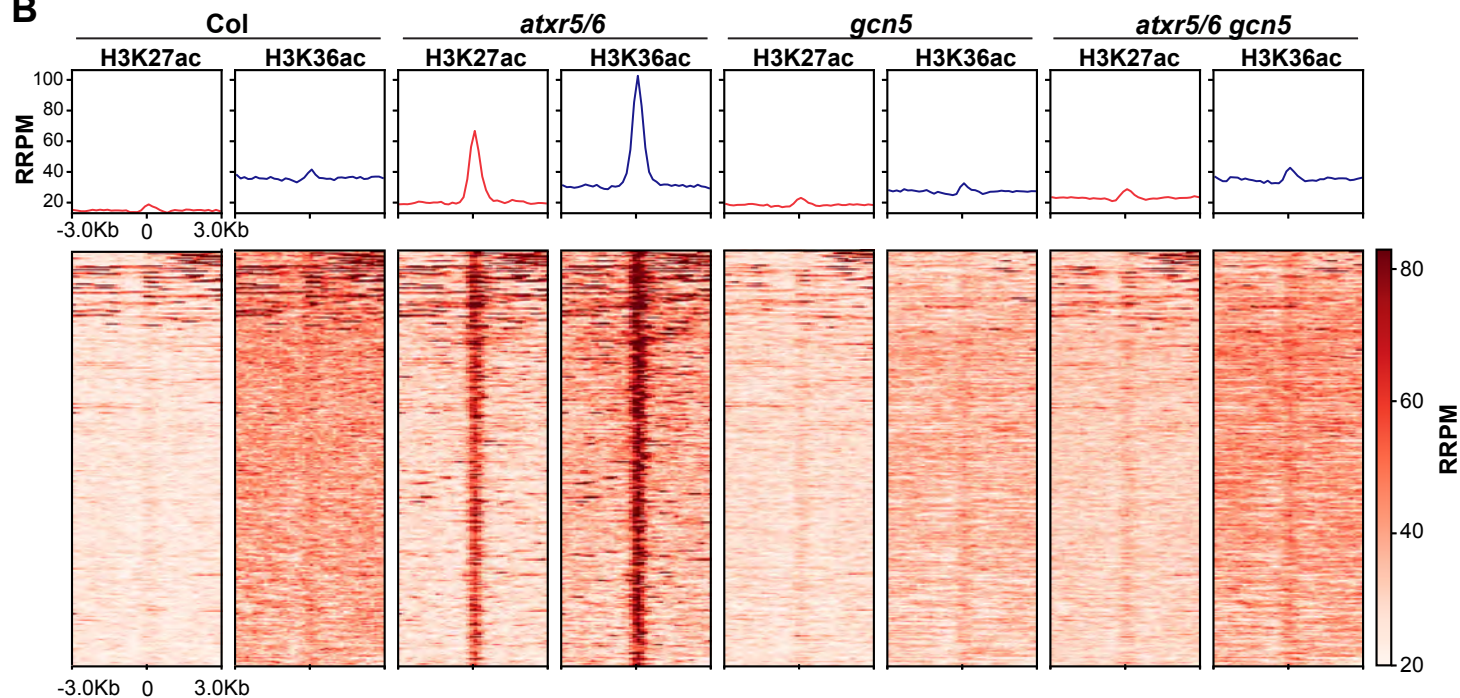 B
Col atxr5/6 gcn5 atxr5/6 gcn5
H3K27ac H3K36ac H3K27ac H3K36ac H3K27ac H3K36ac H3K27ac H3K36ac
RRPM
100
80
60
40
20
-3.0Kb 0 3.0Kb
80
60
40
20
RRPM
-3.0Kb 0 3.0Kb